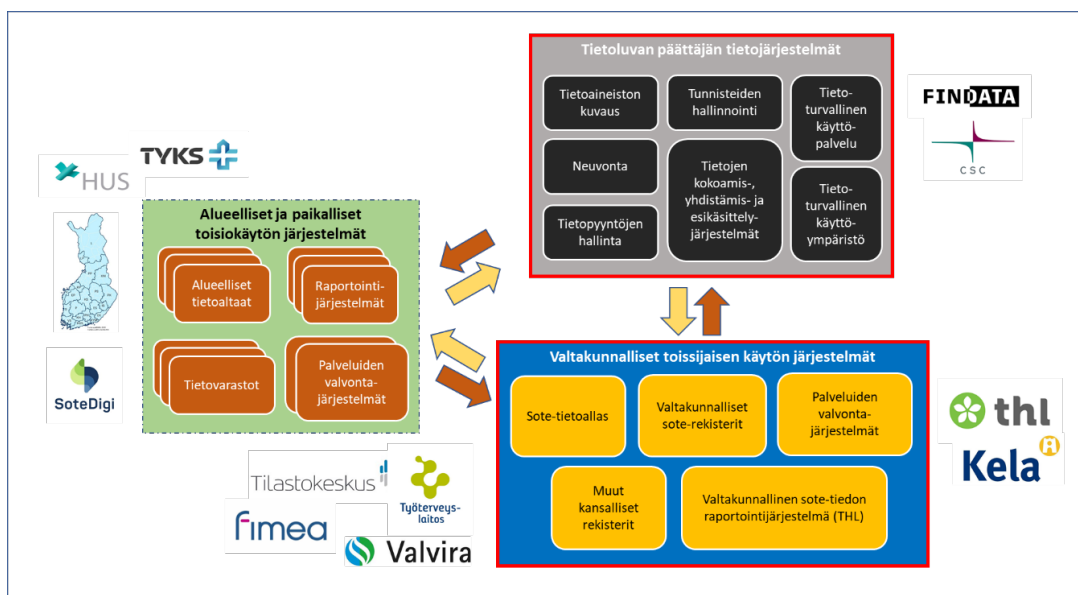 Tietoluvan päättäjän tietojärjestelmät
Tietoaineiston
kuvaus
Tunnisteiden
hallinnointi
Tieto-
turvallinen
käyttö-
palvelu
Neuvonta
Tietojen
kokoamis-,
yhdistämis- ja
esikäsittely-
järjestelmät
Tietopyyntöjen
hallinta
Tieto-
turvallinen
käyttö-
ympäristö
FINDATA
CSC
TYKS
HUS
Alueelliset ja paikalliset
toisiokäytön järjestelmät
Alueelliset
tietoaltaat
Raportointi-
järjestelmät
Tietovarastot
Palveluiden
valvonta-
järjestelmät
SoteDigi
Valtakunnalliset toissijaisen käytön järjestelmät
Sote-tietoallas
Valtakunnalliset
sote-rekisterit
Palveluiden
valvonta-
järjestelmät
Muut
kansalliset
rekisterit
Valtakunnallinen sote-tiedon
raportointijärjestelmä (THL)
thl
Kela
Tilastokeskus
Työterveys-
laitos
fimea
Valvira